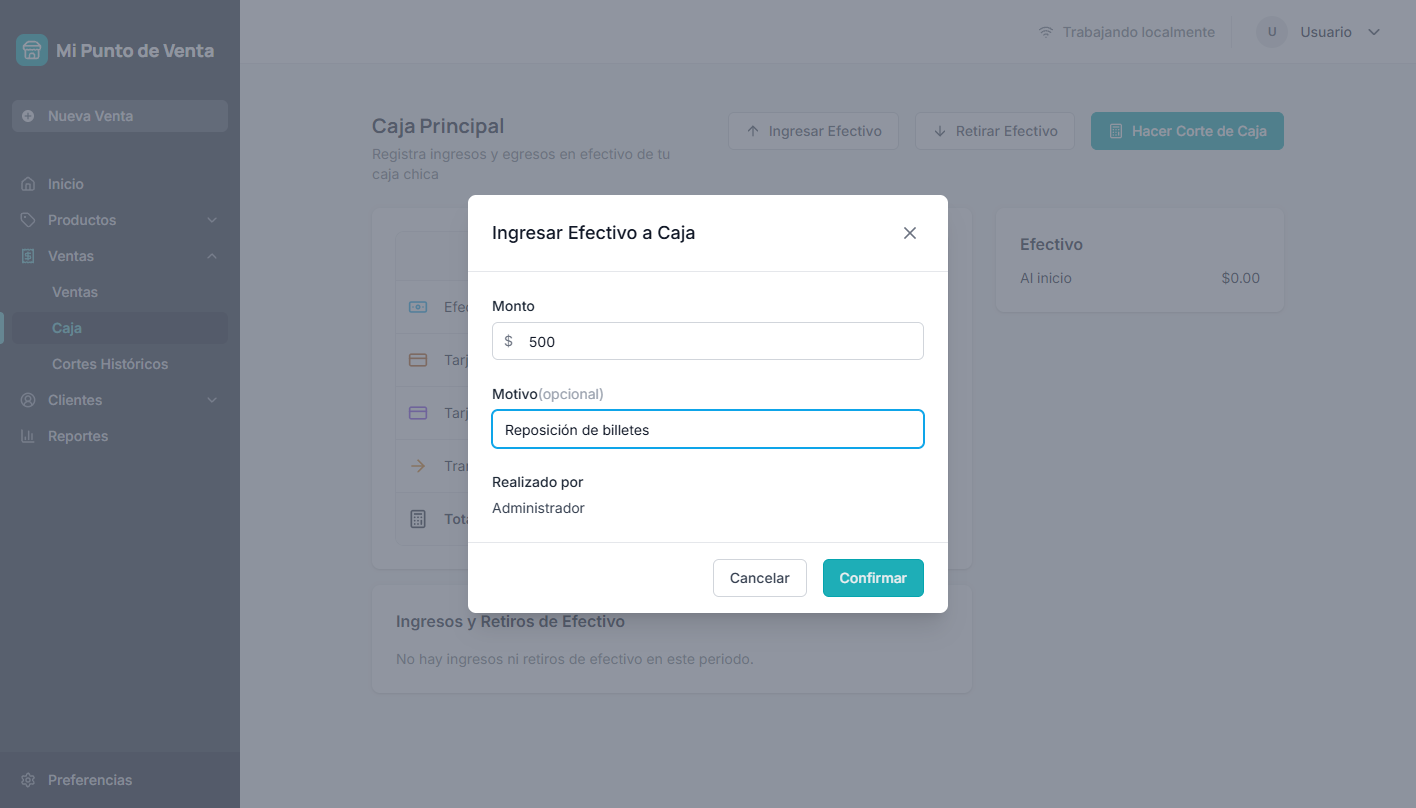 Mi Punto de Venta
Nueva Venta
Inicio
Productos
Ventas
Ventas
Caja
Cortes Históricos
Clientes
Reportes
Preferencias
Trabajando localmente
U
Usuario
Caja Principal
Registra ingresos y egresos en efectivo de tu
caja chica
Ingresar Efectivo
Retirar Efectivo
Hacer Corte de Caja
Efectivo
Al inicio $0.00
Ingresar Efectivo a Caja
Monto
$ 500
Motivo(opcional)
Reposición de billetes
Realizado por
Administrador
Cancelar
Confirmar
Ingresos y Retiros de Efectivo
No hay ingresos ni retiros de efectivo en este periodo.